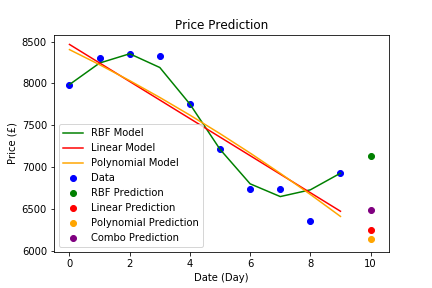 Price Prediction
Price (£)
8500
8000
7500
7000
6500
6000
RBF Model
Linear Model
Polynomial Model
Data
RBF Prediction
Linear Prediction
Polynomial Prediction
Combo Prediction
0 2 4 6 8 10
Date (Day)